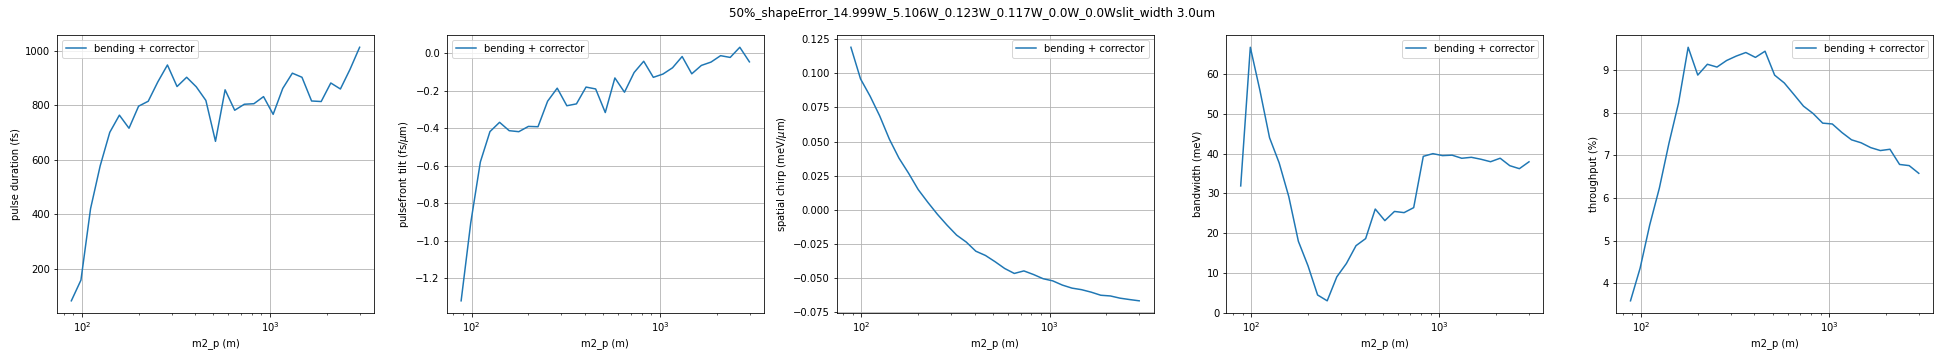 50%_shapeError_14.999W_5.106W_0.123W_0.117W_0.0W_0.0Wslit_width 3.0um
bending + corrector
1000
800
600
400
200
pulse duration (fs)
10²
10³
m2_p (m)
bending + corrector
0.0
−0.2
−0.4
−0.6
−0.8
−1.0
−1.2
pulsefront tilt (fs/μm)
10²
10³
m2_p (m)
bending + corrector
0.125
0.100
0.075
0.050
0.025
0.000
−0.025
−0.050
−0.075
spatial chirp (meV/μm)
10²
10³
m2_p (m)
bending + corrector
60
50
40
30
20
10
0
bandwidth (meV)
10²
10³
m2_p (m)
bending + corrector
9
8
7
6
5
4
throughput (%)
10²
10³
m2_p (m)